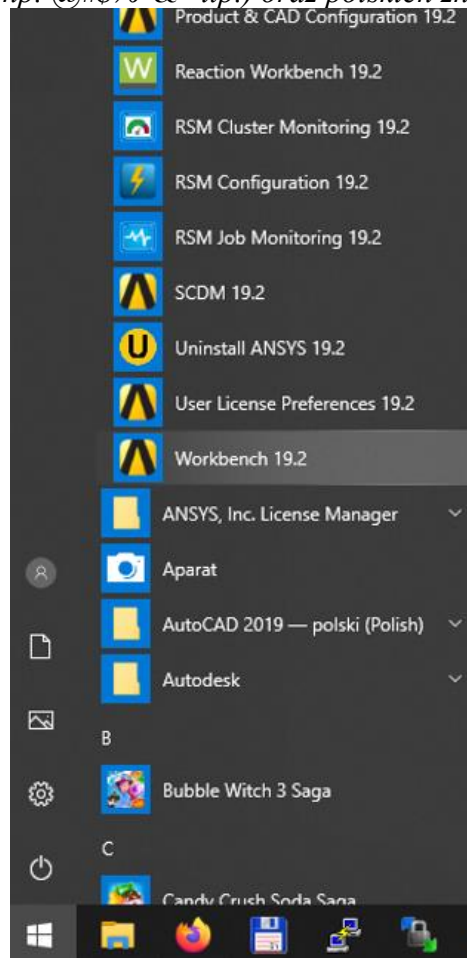 oraz polskich
Product & CAD Configuration 19.2
Reaction Workbench 19.2
RSM Cluster Monitoring 19.2
RSM Configuration 19.2
RSM Job Monitoring 19.2
SCDM 19.2
Uninstall ANSYS 19.2
User License Preferences 19.2
Workbench 19.2
ANSYS, Inc. License Manager
Aparat
AutoCAD 2019 — polski (Polish)
Autodesk
B
Bubble Witch 3 Saga
C
Candy Crush Soda Saga